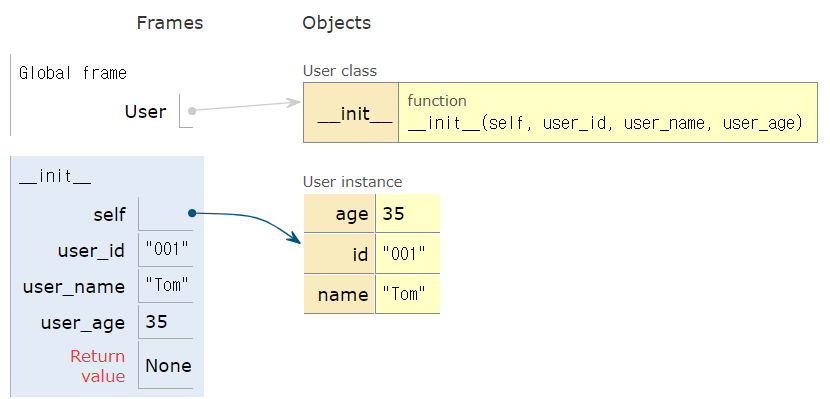 Frames Objects
Global frame
User
User class
__init__
function
__init__(self, user_id, user_name, user_age)
__init__
self
user_id "001"
user_name "Tom"
user_age 35
Return
value None
User instance
age 35
id "001"
name "Tom"